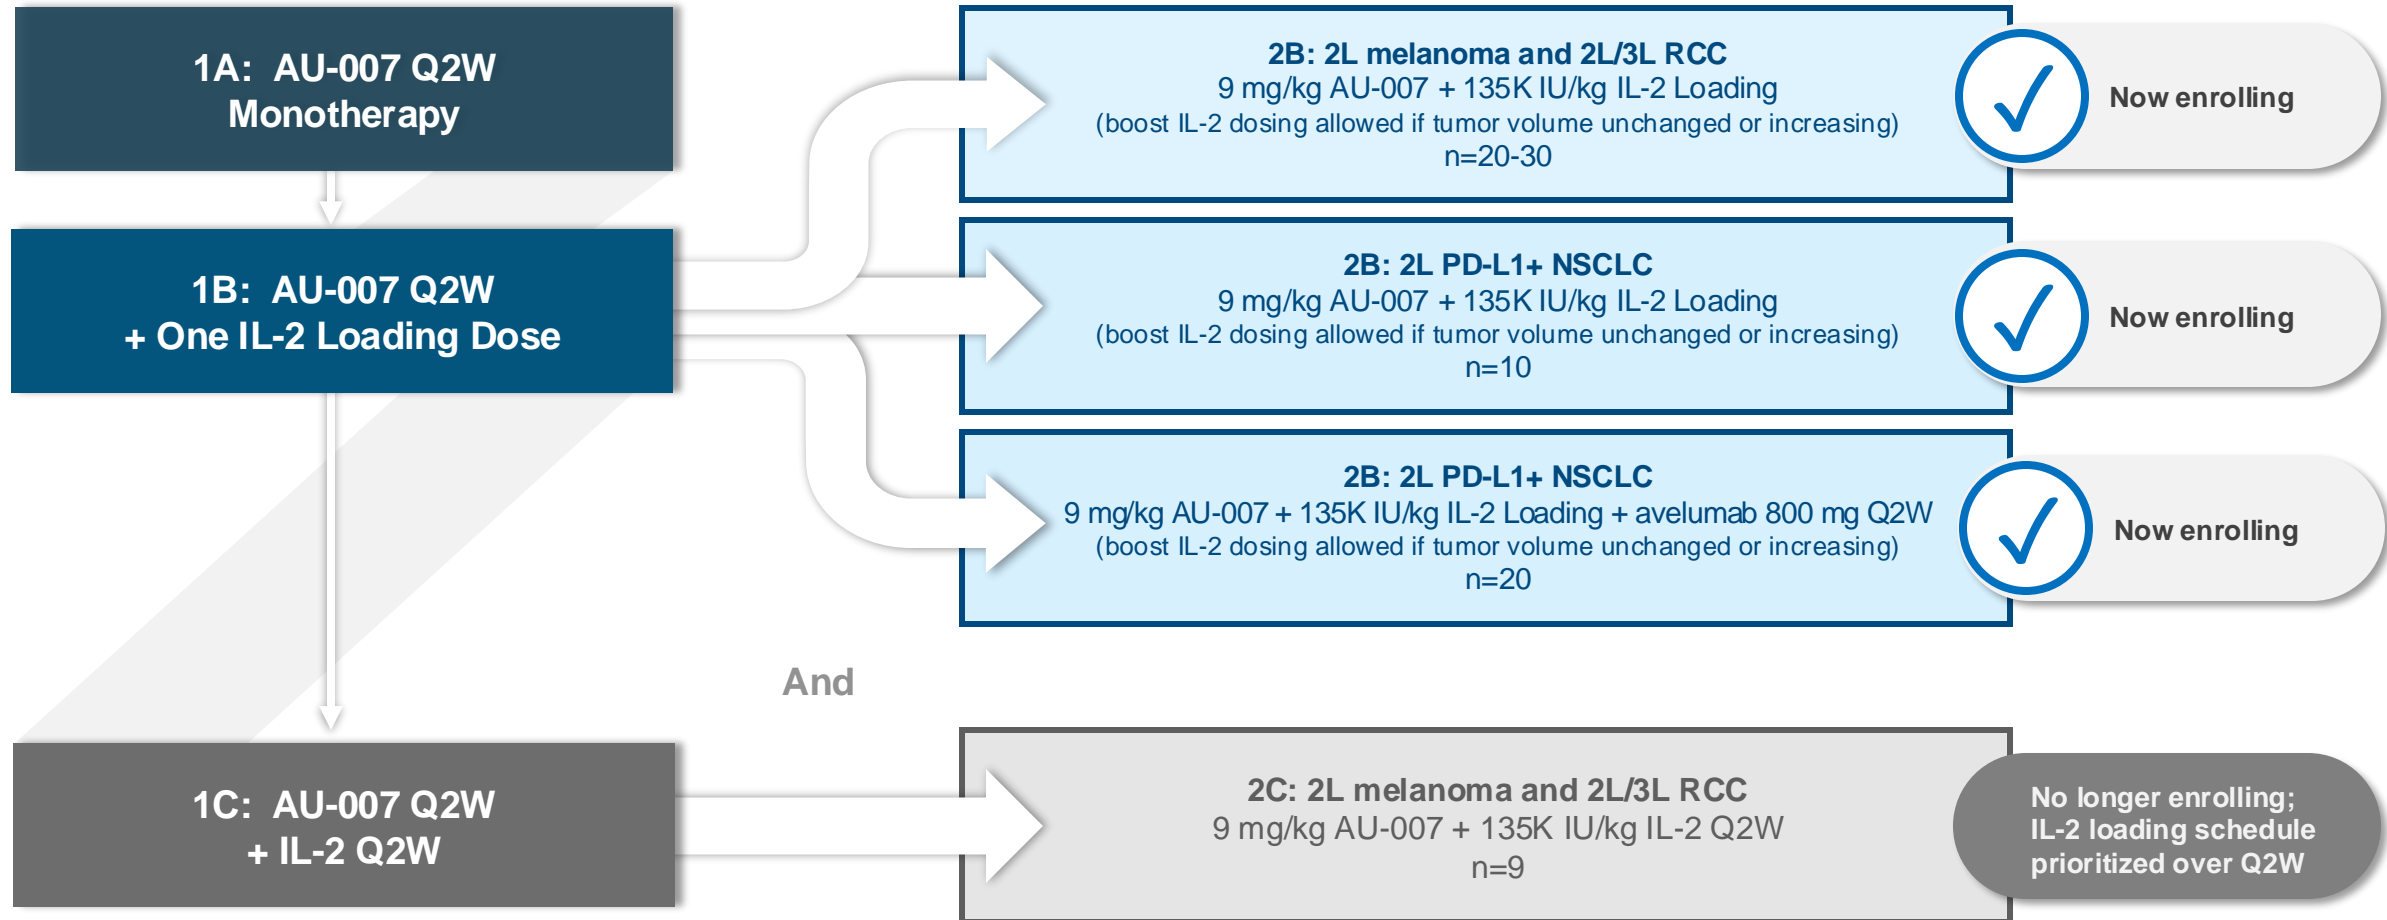 1A: AU-007 Q2W
Monotherapy
2B: 2L melanoma and 2L/3L RCC
9 mg/kg AU-007 + 135K IU/kg IL-2 Loading
(boost IL-2 dosing allowed if tumor volume unchanged or increasing)
n=20-30
Now enrolling
1B: AU-007 Q2W
+ One IL-2 Loading Dose
2B: 2L PD-L1+ NSCLC
9 mg/kg AU-007 + 135K IU/kg IL-2 Loading
(boost IL-2 dosing allowed if tumor volume unchanged or increasing)
n=10
Now enrolling
2B: 2L PD-L1+ NSCLC
9 mg/kg AU-007 + 135K IU/kg IL-2 Loading + avelumab 800 mg Q2W
(boost IL-2 dosing allowed if tumor volume unchanged or increasing)
n=20
Now enrolling
And
1C: AU-007 Q2W
+ IL-2 Q2W
2C: 2L melanoma and 2L/3L RCC
9 mg/kg AU-007 + 135K IU/kg IL-2 Q2W
n=9
No longer enrolling;
IL-2 loading schedule
prioritized over Q2W